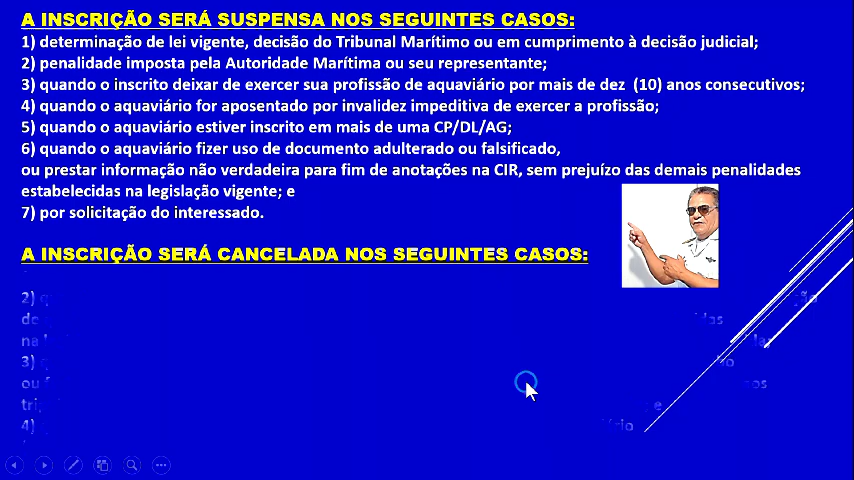 A INSCRIÇÃO SERÁ SUSPENSA NOS SEGUINTES CASOS:
1) determinação de lei vigente, decisão do Tribunal Marítimo ou em cumprimento à decisão judicial;
2) penalidade imposta pela Autoridade Marítima ou seu representante;
3) quando o inscrito deixar de exercer sua profissão de aquaviário por mais de dez (10) anos consecutivos;
4) quando o aquaviário for aposentado por invalidez impeditiva de exercer a profissão;
5) quando o aquaviário estiver inscrito em mais de uma CP/DL/AG;
6) quando o aquaviário fizer uso de documento adulterado ou falsificado,
ou prestar informação não verdadeira para fim de anotações na CIR, sem prejuízo das demais penalidades
estabelecidas na legislação vigente; e
7) por solicitação do interessado.
A INSCRIÇÃO SERÁ CANCELADA NOS SEGUINTES CASOS:
2)
na
3)
ou
4)